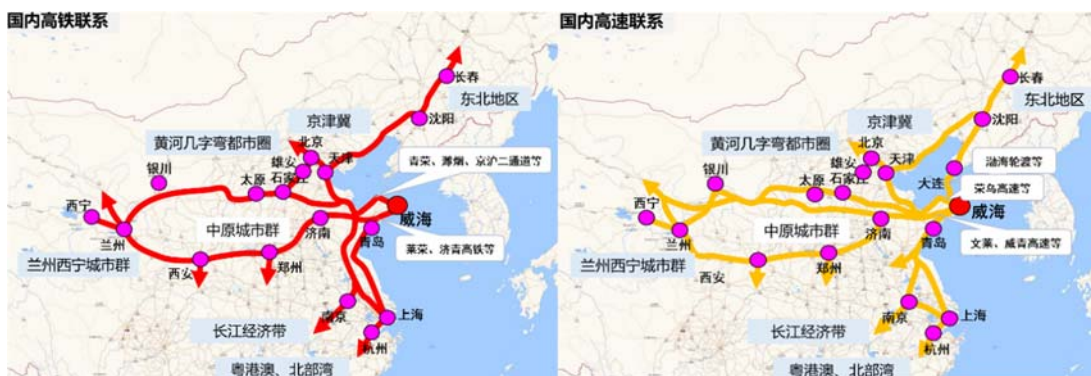 国内高铁联系
长春
东北地区
沈阳
京津冀
北京
黄河几字弯都市圈
天津
雄安
石家庄
银川
太原
青荣、潍烟、京沪二通道等
威海
西宁
济南
中原城市群
青岛
莱荣、济青高铁等
兰州
兰州西宁城市群
西安
郑州
南京
上海
长江经济带
杭州
粤港澳、北部湾
国内高速联系
长春
东北地区
沈阳
京津冀
北京
黄河几字弯都市圈
天津
雄安
石家庄
银川
太原
渤海轮渡等
大连
荣乌高速等
威海
西宁
济南
中原城市群
青岛
文莱、威青高速等
兰州
兰州西宁城市群
西安
郑州
南京
上海
长江经济带
杭州
粤港澳、北部湾